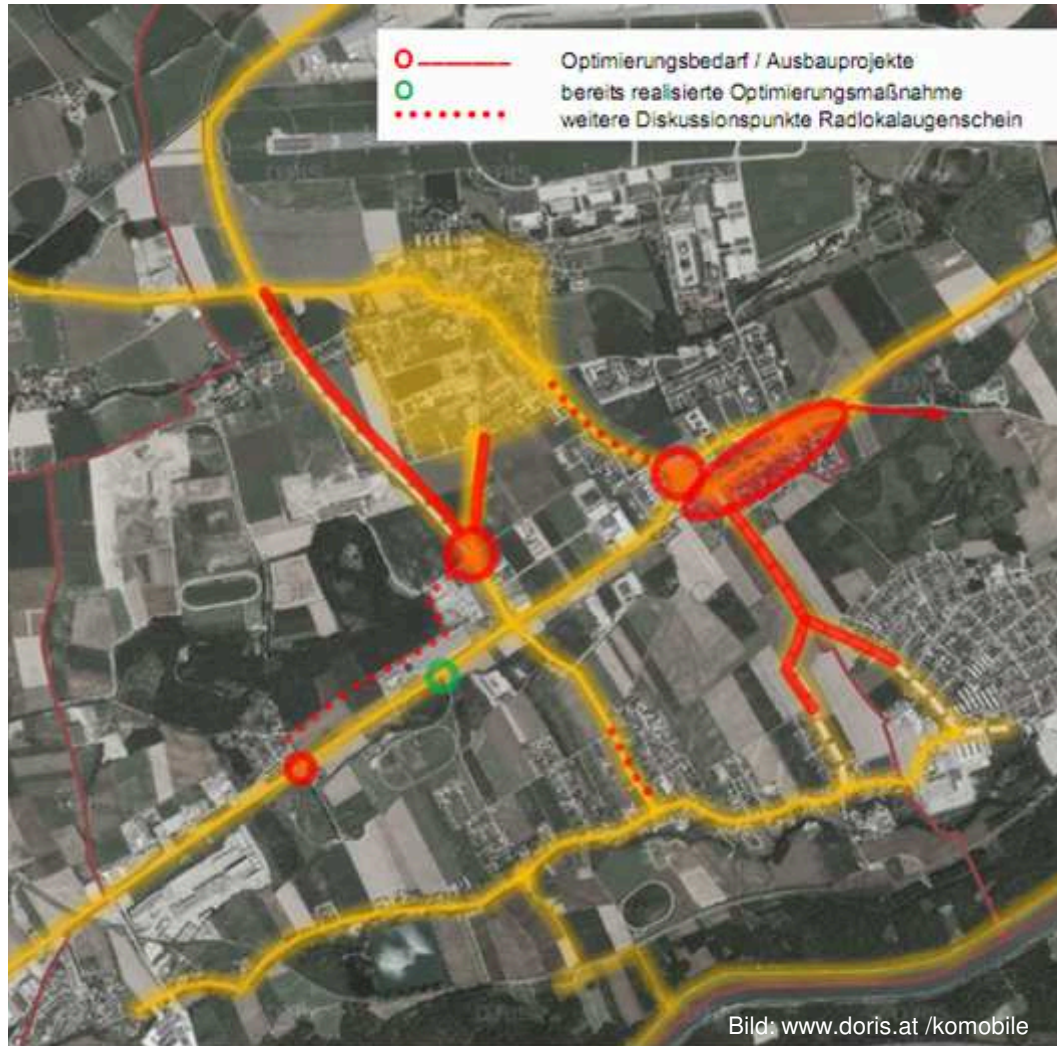 Optimierungsbedarf / Ausbauprojekte
bereits realisierte Optimierungsmaßnahme
weitere Diskussionspunkte Radlokalaugenschein
Bild: www.doris.at /komobile